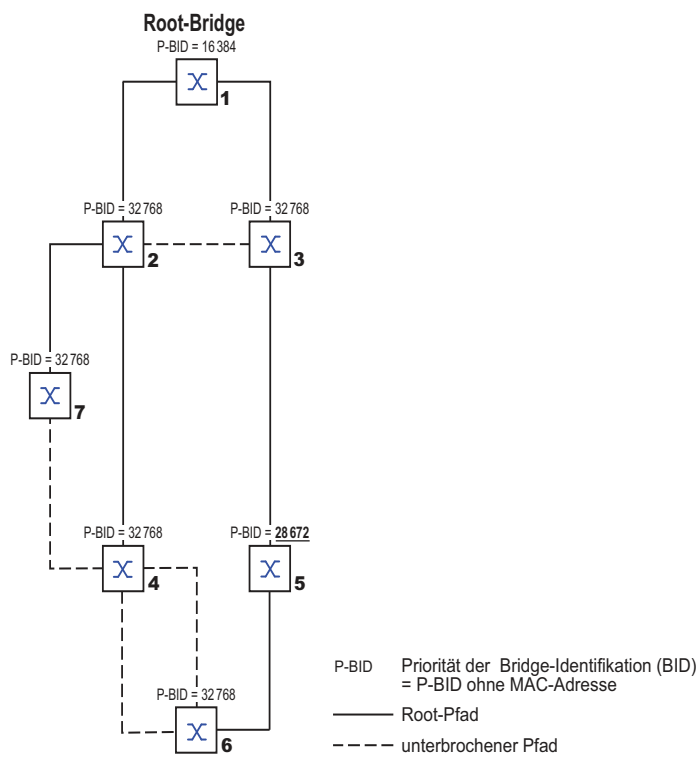 Root-Bridge
P-BID = 16 384
1
P-BID = 32 768
P-BID = 32 768
2
3
P-BID = 32 768
7
P-BID = 32 768
P-BID = 28 672
4
5
P-BID = 32 768
6
P-BID Priorität der Bridge-Identifikation (BID)
= P-BID ohne MAC-Adresse
Root-Pfad
unterbrochener Pfad